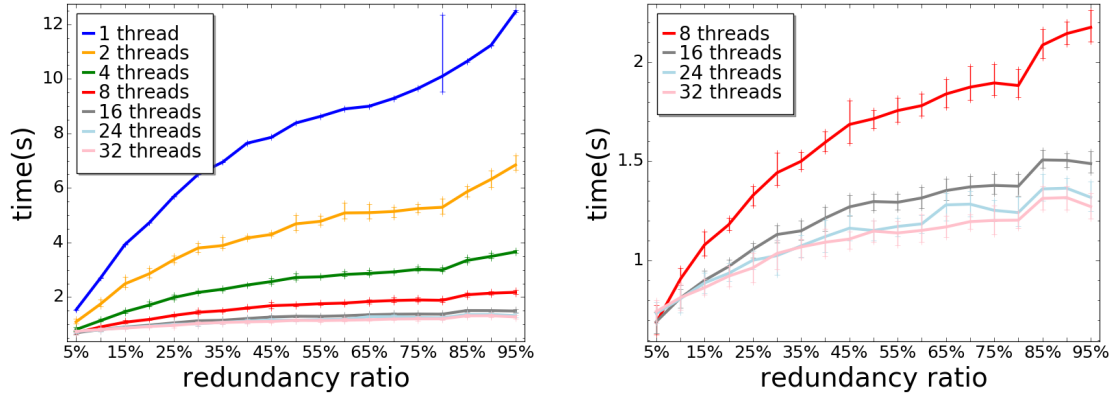 12
10
8
6
4
2
time(s)
1 thread
2 threads
4 threads
8 threads
16 threads
24 threads
32 threads
5% 15% 25% 35% 45% 55% 65% 75% 85% 95%
redundancy ratio
2
1.5
1
time(s)
8 threads
16 threads
24 threads
32 threads
5% 15% 25% 35% 45% 55% 65% 75% 85% 95%
redundancy ratio